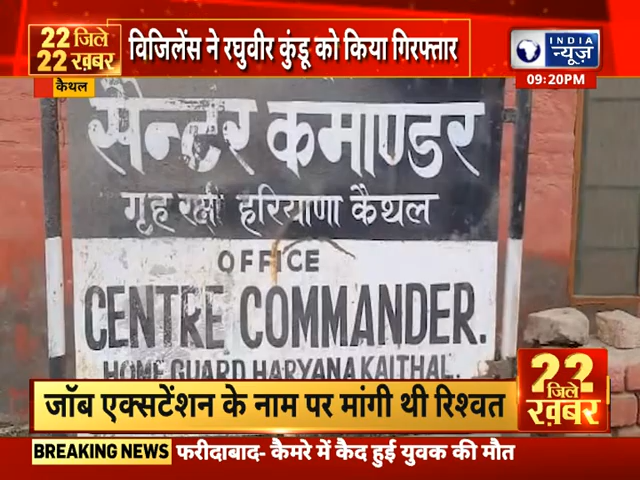 22 जिले
22 ख़बर
विजिलेंस ने रघुवीर कुंडू को किया गिरफ्तार
INDIA
न्यूज़
09:20PM
कैथल
सैन्टर कमाण्डर
गृह रक्षी हरियाणा कैथल
OFFICE
CENTRE COMMANDER.
HOME GUARD HARYANA KAITHAL.
जॉब एक्सटेंशन के नाम पर मांगी थी रिश्वत
22
जिले
ख़बर
BREAKING NEWS फरीदाबाद- कैमरे में कैद हुई युवक की मौत